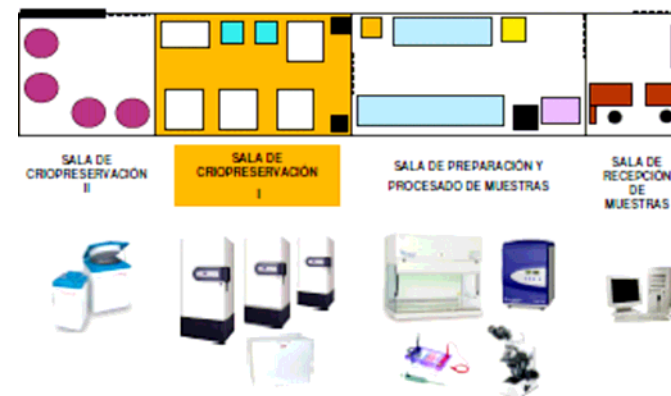 SALA DE
CRIOPRESERVACIÓN
II
SALA DE
CRIOPRESERVACIÓN
I
SALA DE PREPARACIÓN Y
PROCESADO DE MUESTRAS
SALA DE
RECEPCIÓN
DE
MUESTRAS